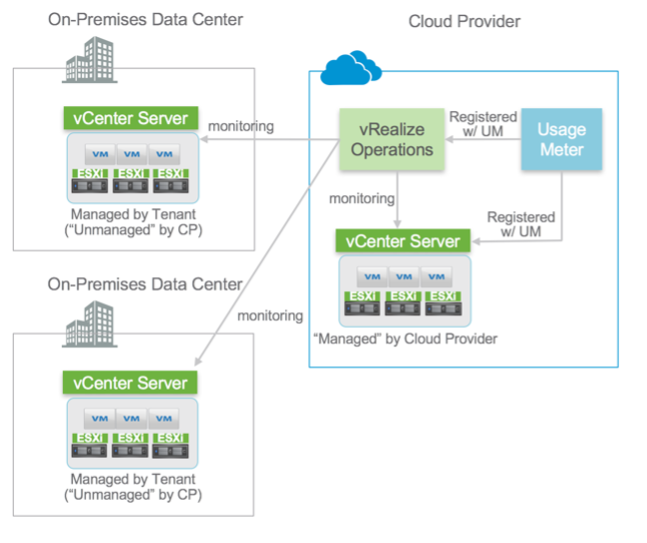 On-Premises Data Center
vCenter Server
VM VM VM
ESXi ESXi ESXi
Managed by Tenant
("Unmanaged" by CP)
monitoring
On-Premises Data Center
vCenter Server
VM VM VM
ESXi ESXi ESXi
Managed by Tenant
("Unmanaged" by CP)
monitoring
Cloud Provider
vRealize
Operations
Registered
w/ UM
Usage
Meter
monitoring
Registered
w/ UM
vCenter Server
VM VM VM
ESXi ESXi ESXi
"Managed" by Cloud Provider